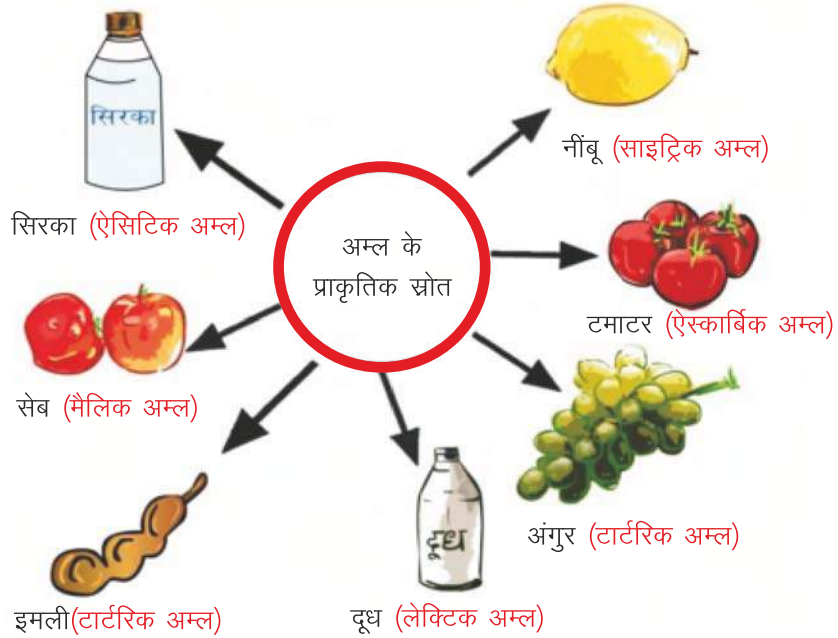 अम्ल के
प्राकृतिक स्रोत
सिरका
सिरका (ऐसिटिक अम्ल)
नींबू (साइट्रिक अम्ल)
टमाटर (ऐस्कार्बिक अम्ल)
सेब (मैलिक अम्ल)
अंगुर (टार्टरिक अम्ल)
दूध
इमली(टार्टरिक अम्ल)
दूध (लेक्टिक अम्ल)